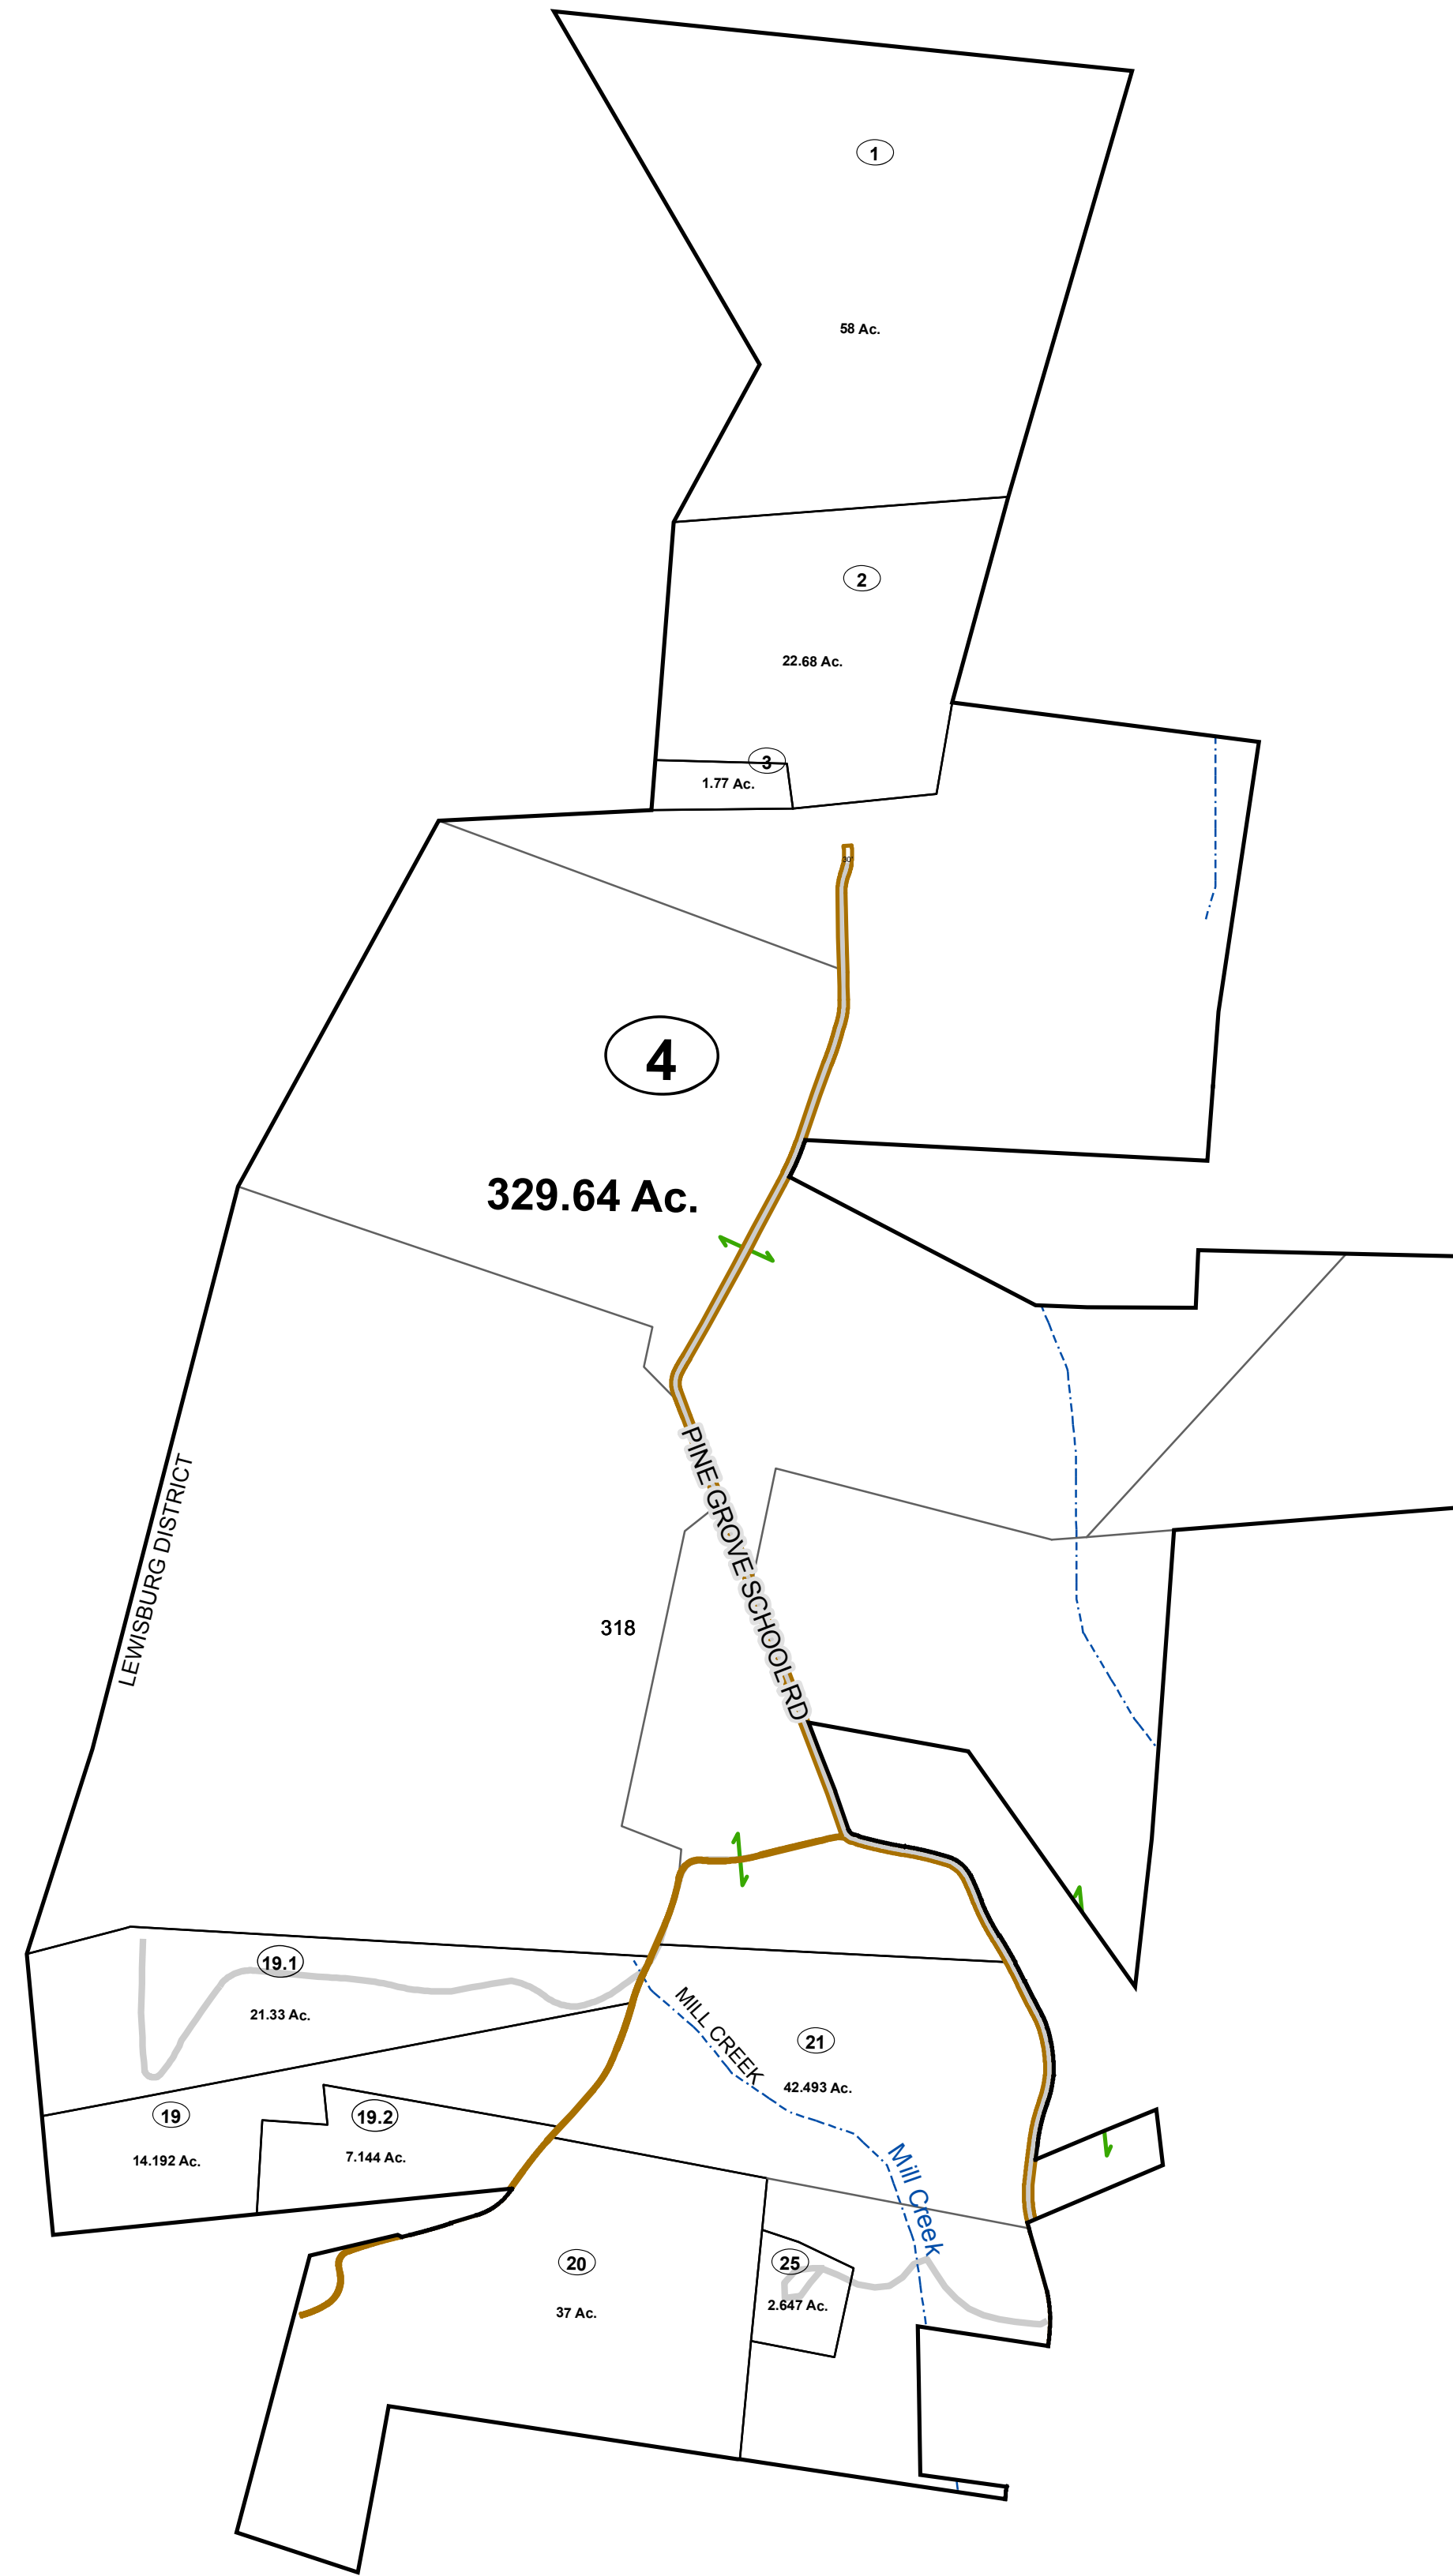 1
58 Ac.
2
22.68 Ac.
3
1.77 Ac.
30'
4
329.64 Ac.
PINE GROVE SCHOOL RD
LEWISBURG DISTRICT
318
19.1
21.33 Ac.
MILL CREEK
21
42.493 Ac.
19
14.192 Ac.
19.2
7.144 Ac.
Mill Creek
20
37 Ac.
25
2.647 Ac.